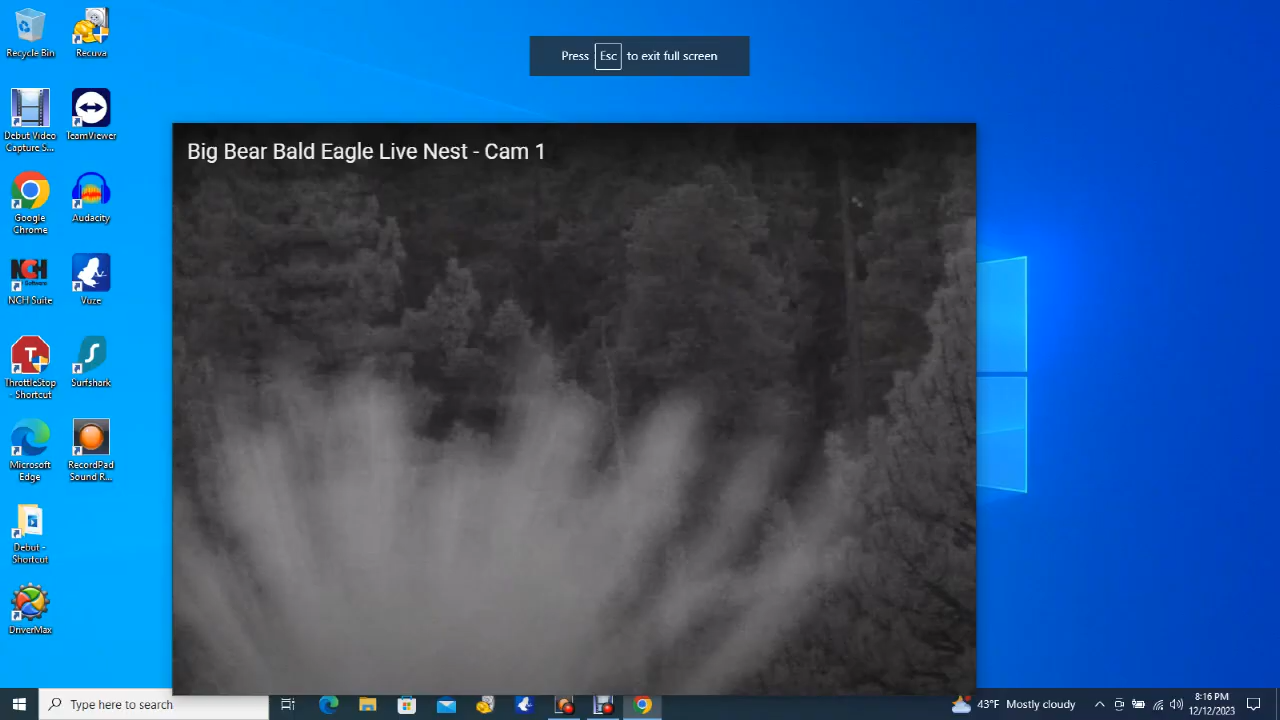 Recycle Bin
Recuva
Press Esc to exit full screen
Debut Video
Capture S...
TeamViewer
Big Bear Bald Eagle Live Nest - Cam 1
Google
Chrome
Audacity
NCH
Software
NCH Suite
Vuze
T
ThrottleStop
- Shortcut
Surfshark
Microsoft
Edge
RecordPad
Sound R...
Debut -
Shortcut
DriverMax
Type here to search
43°F Mostly cloudy
8:16 PM
12/12/2023